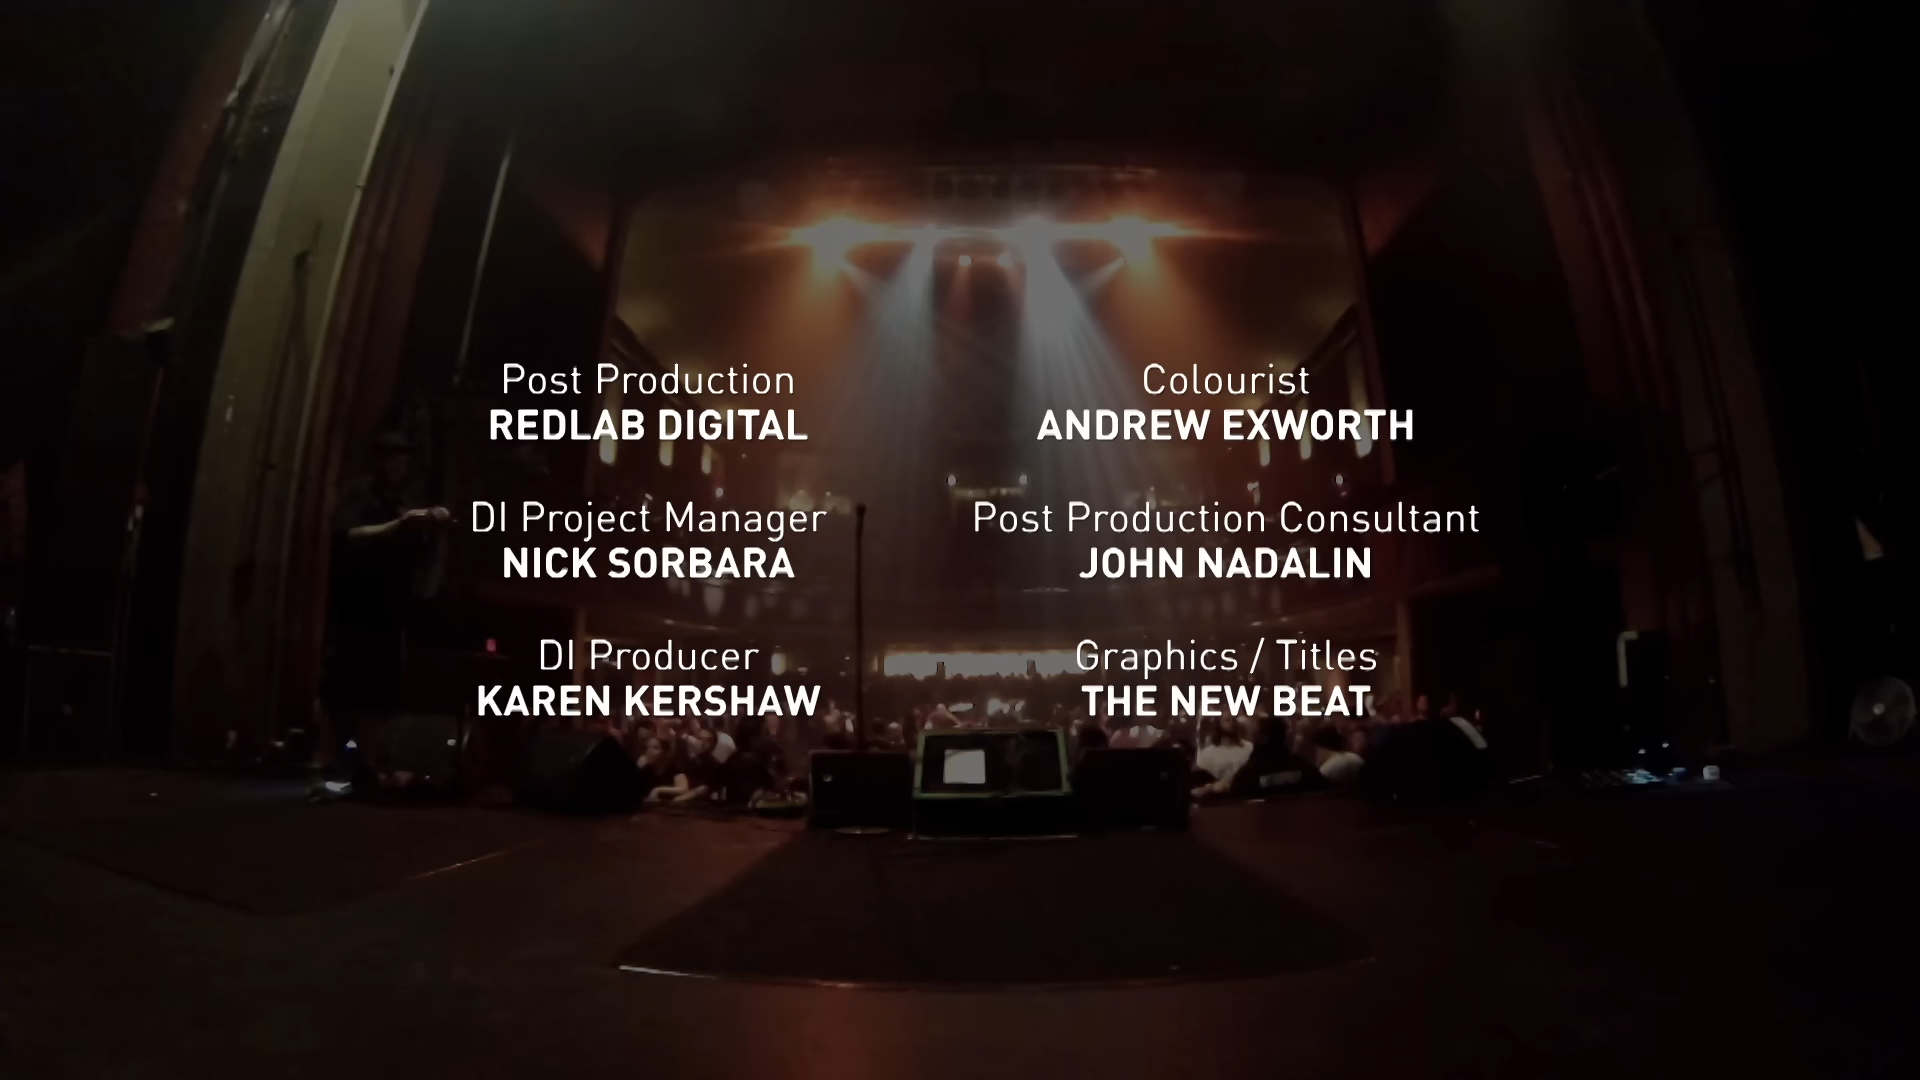 Post Production
REDLAB DIGITAL
DI Project Manager
NICK SORBARA
DI Producer
KAREN KERSHAW
Colourist
ANDREW EXWORTH
Post Production Consultant
JOHN NADALIN
Graphics / Titles
THE NEW BEAT